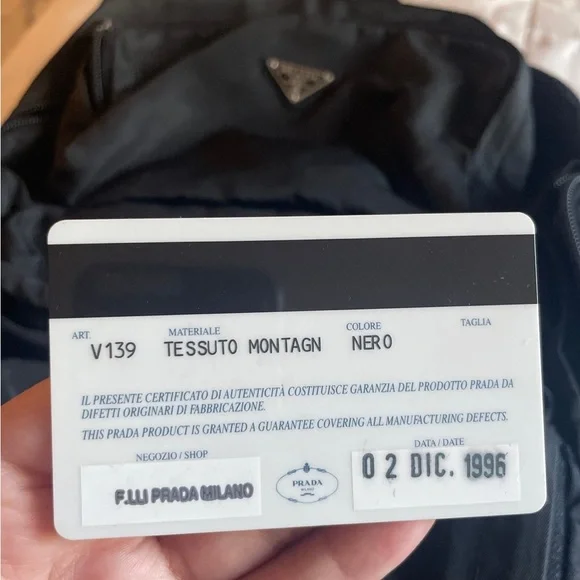 ART. MATERIALE COLORE TAGLIA
V139 TESSUTO MONTAGN NERO
IL PRESENTE CERTIFICATO DI AUTENTICITÀ COSTITUISCE GARANZIA DEL PRODOTTO PRADA DA
DIFETTI ORIGINARI DI FABBRICAZIONE.
THIS PRADA PRODUCT IS GRANTED A GUARANTEE COVERING ALL MANUFACTURING DEFECTS.
NEGOZIO / SHOP
F.LLI PRADA MILANO
PRADA
MILANO
DATA / DATE
02 DIC. 1996